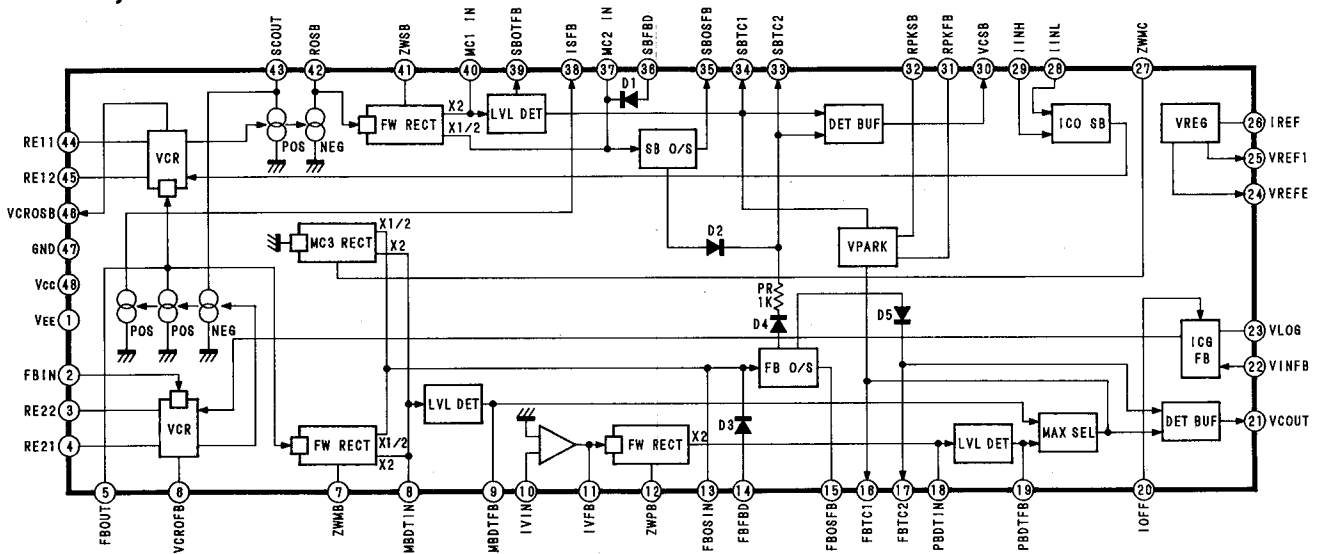 SCOUT
ROSB
ZWSB
MC1 IN
SBOTFB
ISFB
MC2 IN
SBFBD
SBOSFB
SBTC1
SBTC2
RPKSB
RPKFB
VCSB
IINH
IINL
ZWMC
43 42 41 40 39 38 37 36 35 34 33 32 31 30 29 28 27
RE11 44
RE12 45
VCROSB 46
GND 47
Vcc 48
VEE 1
FBIN 2
RE22 3
RE21 4
VCR
POS
NEG
FW RECT
X2
X1/2
LVL DET
D1
SB O/S
DET BUF
ICO SB
VREG
26 IREF
25 VREF1
24 VREFE
MC3 RECT
X1/2
X2
D2
VPARK
POS
POS
NEG
PR
1K
D4
D5
FB O/S
ICG
FB
23 VLOG
22 VINFB
VCR
LVL DET
D3
FW RECT
X1/2
X2
FW RECT
X2
LVL DET
MAX SEL
DET BUF
21 VCOUT
5 6 7 8 9 10 11 12 13 14 15 16 17 18 19 20
FBOUT
VCROFB
ZWMB
MBDTIN
MBDTFB
IVIN
IVFB
ZWPB
FBOSIN
FBFBD
FBOSFB
FBTC1
FBTC2
PBDTIN
PBDTFB
IOFF